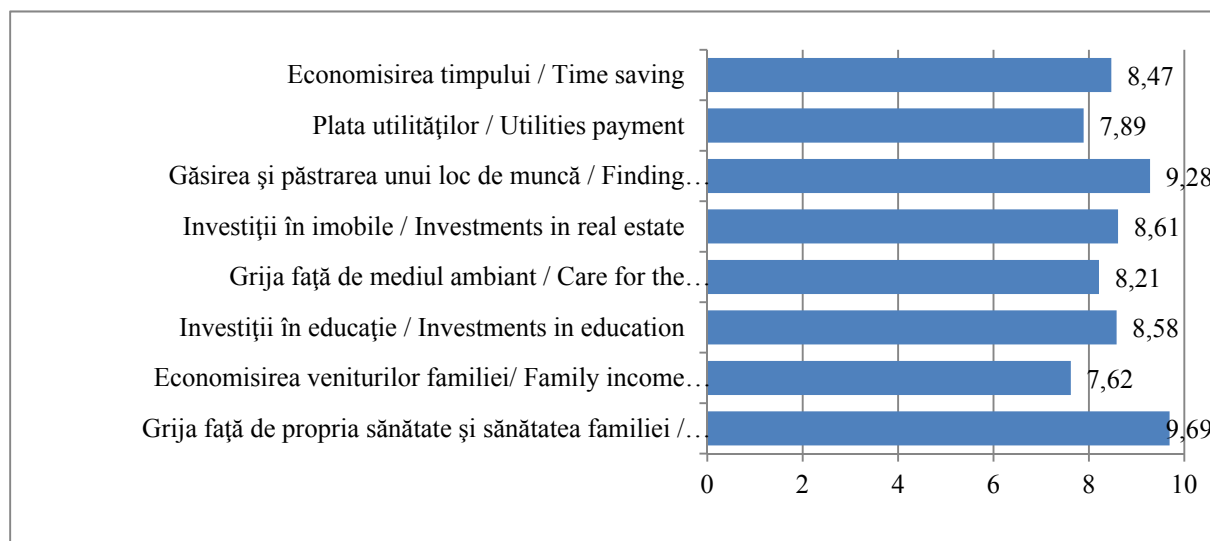 Economisirea timpului / Time saving
8,47
Plata utilităţilor / Utilities payment
7,89
Găsirea şi păstrarea unui loc de muncă / Finding…
9,28
Investiţii în imobile / Investments in real estate
8,61
Grija faţă de mediul ambiant / Care for the…
8,21
Investiţii în educaţie / Investments in education
8,58
Economisirea veniturilor familiei/ Family income…
7,62
Grija faţă de propria sănătate şi sănătatea familiei /…
9,69
0 2 4 6 8 10